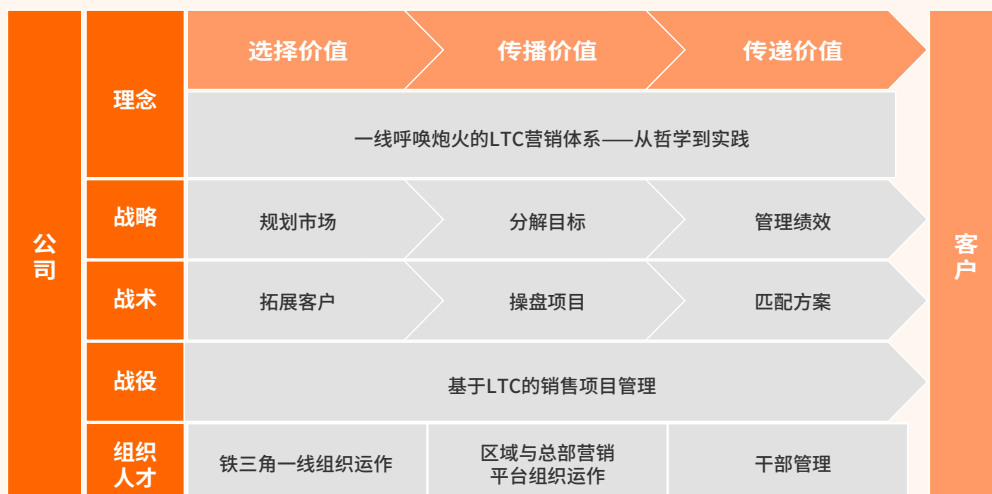 公司
理念
选择价值
传播价值
传递价值
一线呼唤炮火的LTC营销体系——从哲学到实践
战略
规划市场
分解目标
管理绩效
战术
拓展客户
操盘项目
匹配方案
战役
基于LTC的销售项目管理
组织
人才
铁三角一线组织运作
区域与总部营销
平台组织运作
干部管理
客户